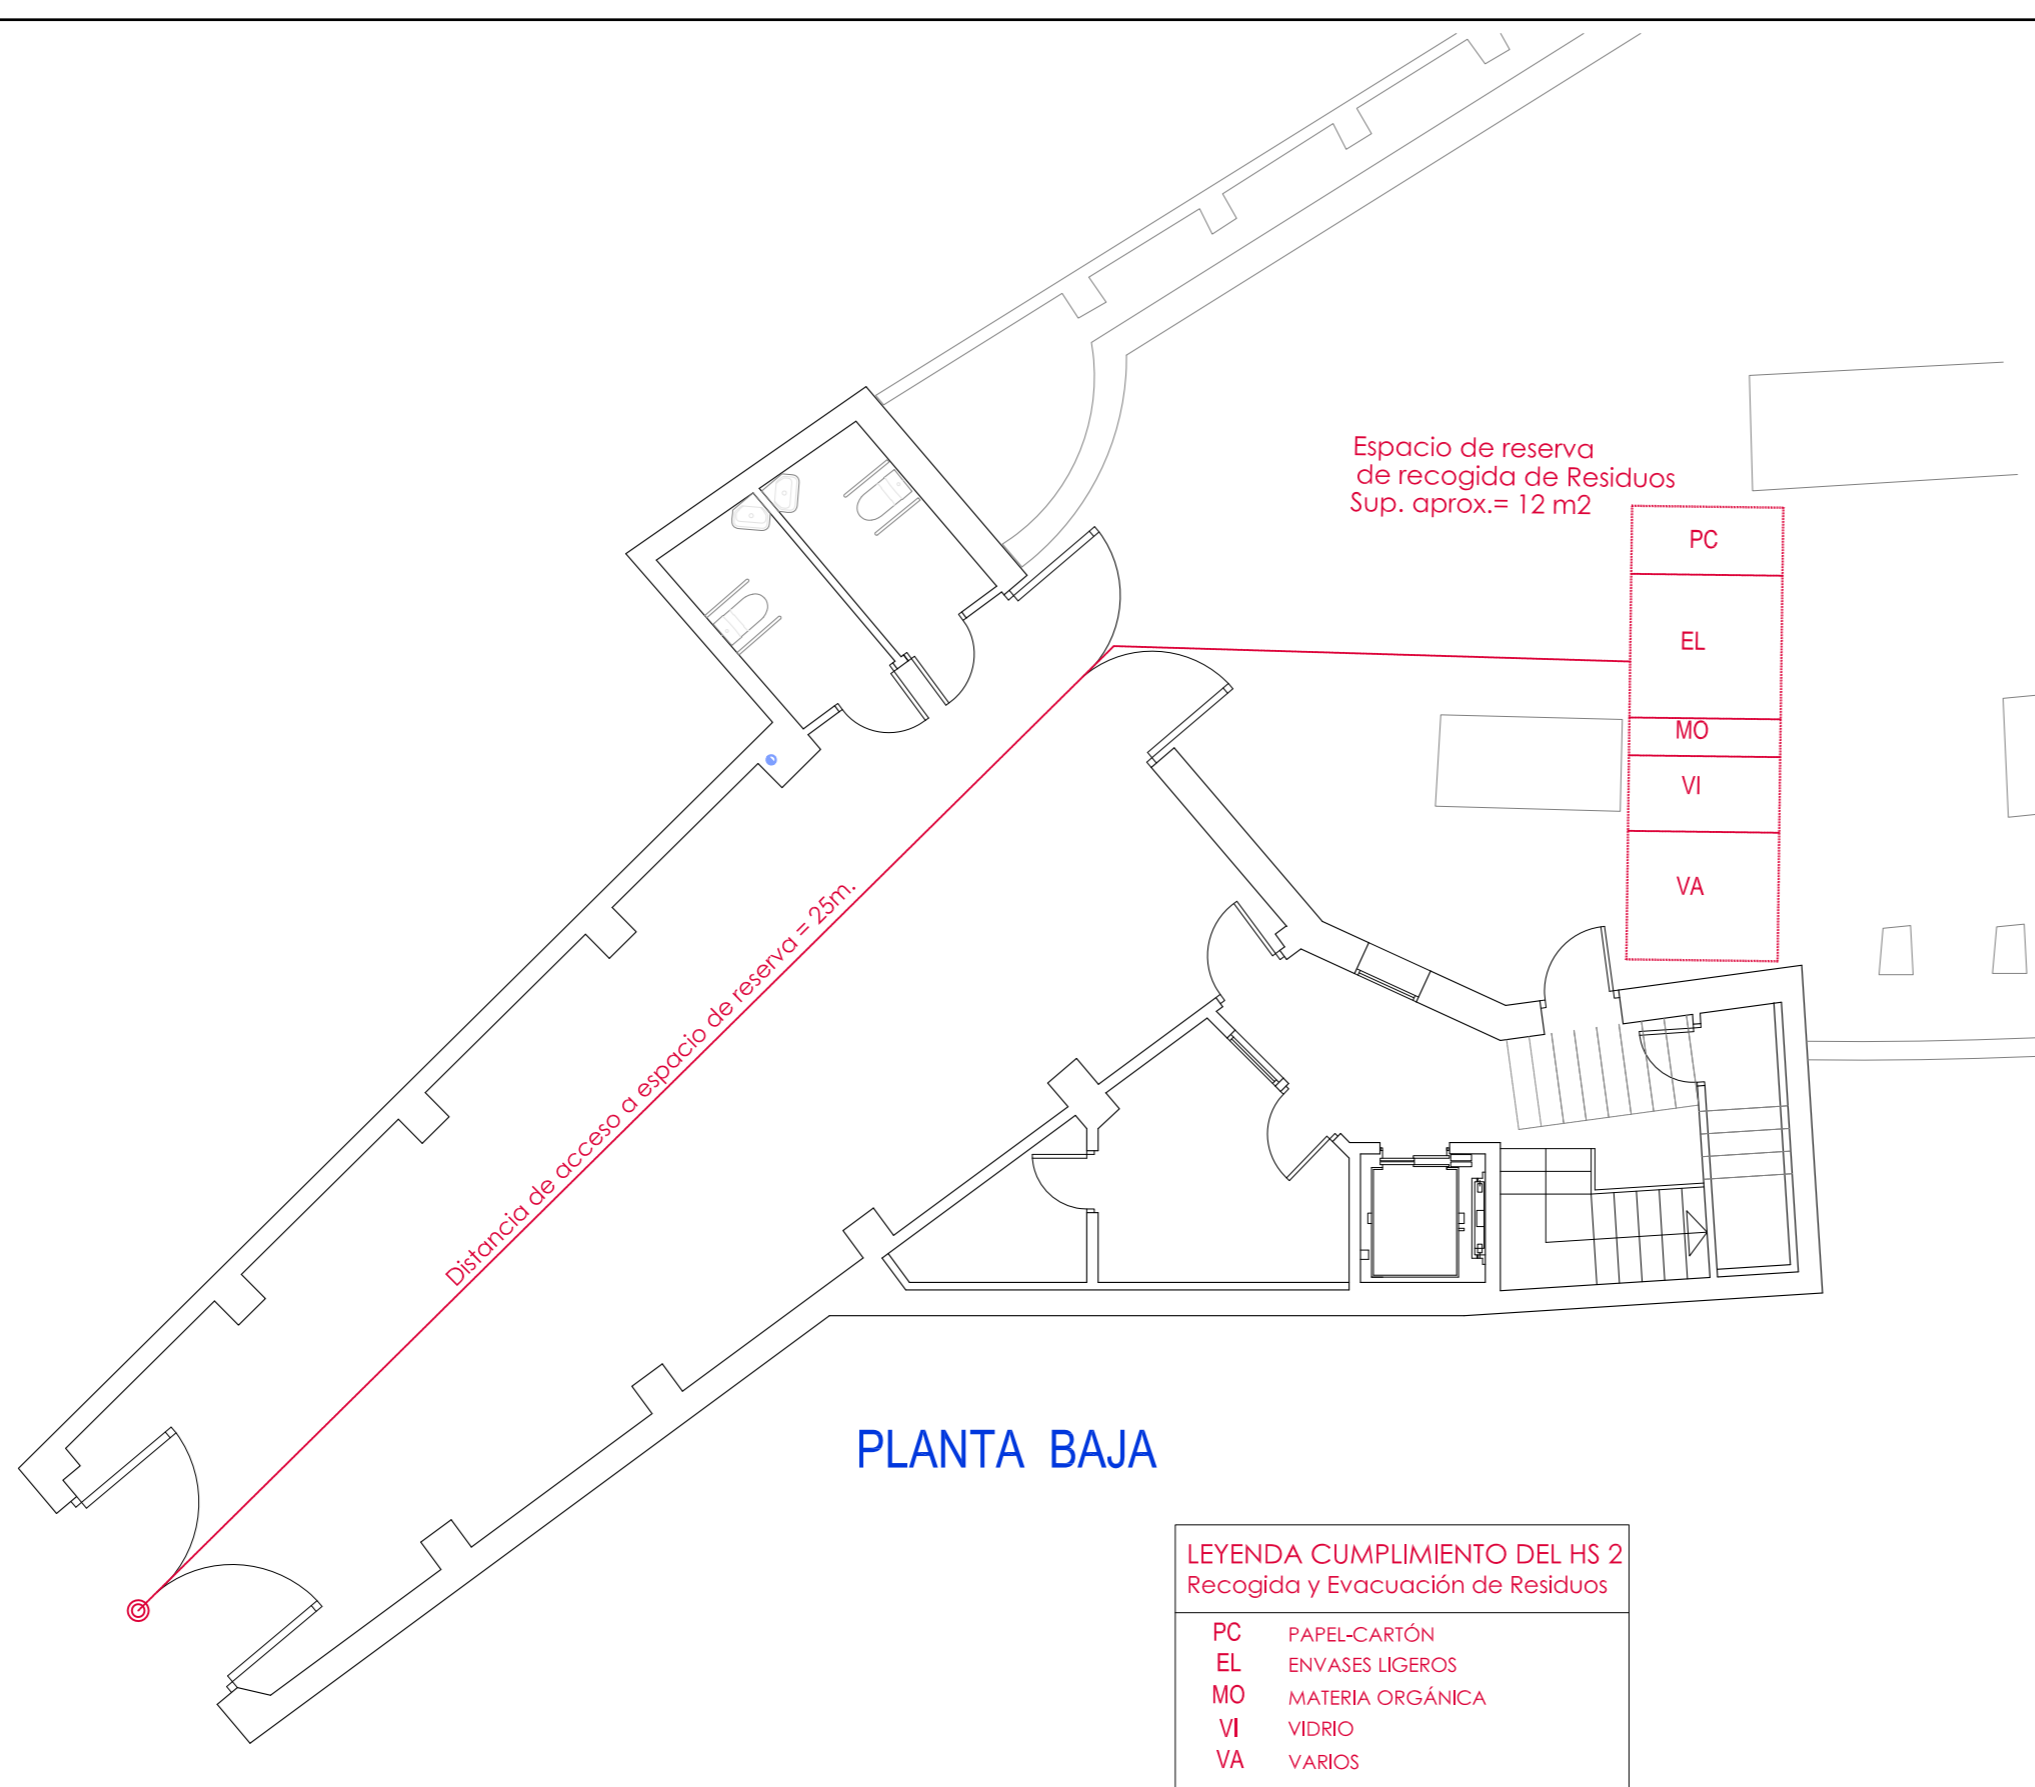 Espacio de reserva
de recogida de Residuos
Sup. aprox.= 12 m2
PC
EL
MO
VI
VA
Distancia de acceso a espacio de reserva = 25m.
PLANTA BAJA
LEYENDA CUMPLIMIENTO DEL HS 2
Recogida y Evacuación de Residuos
PC PAPEL-CARTÓN
EL ENVASES LIGEROS
MO MATERIA ORGÁNICA
VI VIDRIO
VA VARIOS